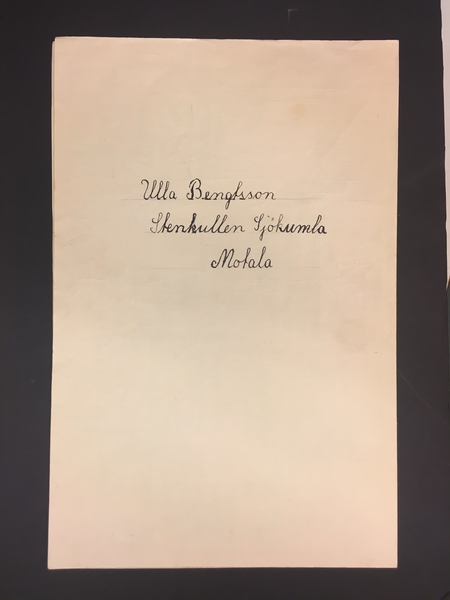 Ulla Bengtsson
Stenkullen Sjökumla
Motala